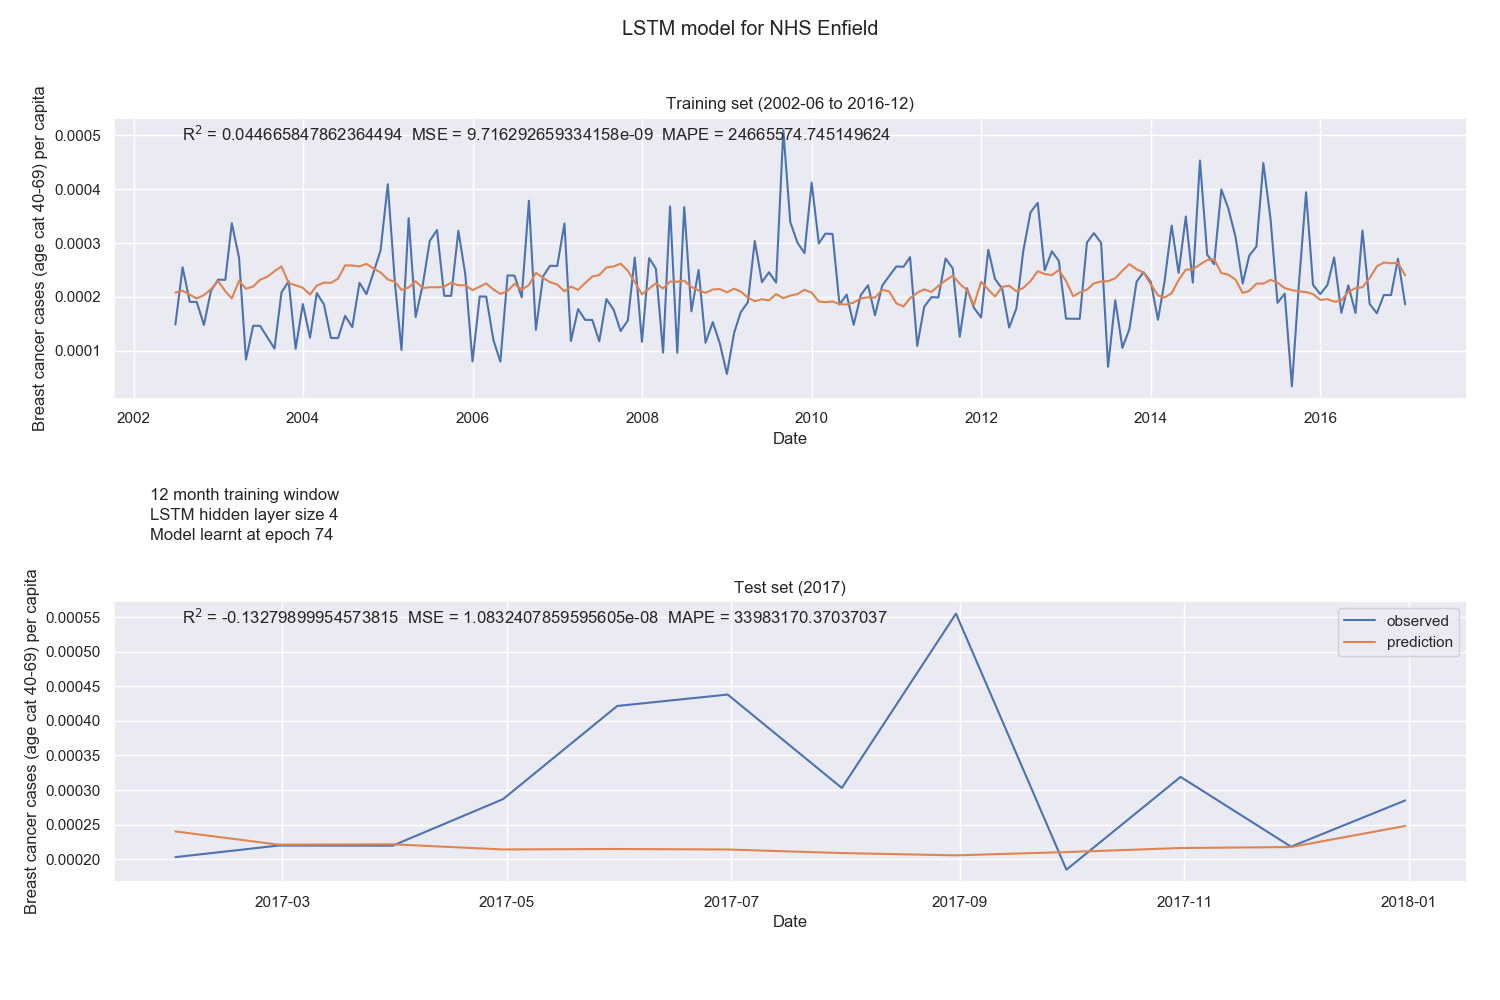 LSTM model for NHS Enfield
Training set (2002-06 to 2016-12)
R² = 0.044665847862364494 MSE = 9.716292659334158e-09 MAPE = 24665574.745149624
Breast cancer cases (age cat 40-69) per capita
0.0005
0.0004
0.0003
0.0002
0.0001
2002 2004 2006 2008 2010 2012 2014 2016
Date
12 month training window
LSTM hidden layer size 4
Model learnt at epoch 74
Test set (2017)
R² = -0.13279899954573815 MSE = 1.0832407859595605e-08 MAPE = 33983170.37037037
observed
prediction
Breast cancer cases (age cat 40-69) per capita
0.00055
0.00050
0.00045
0.00040
0.00035
0.00030
0.00025
0.00020
2017-03 2017-05 2017-07 2017-09 2017-11 2018-01
Date